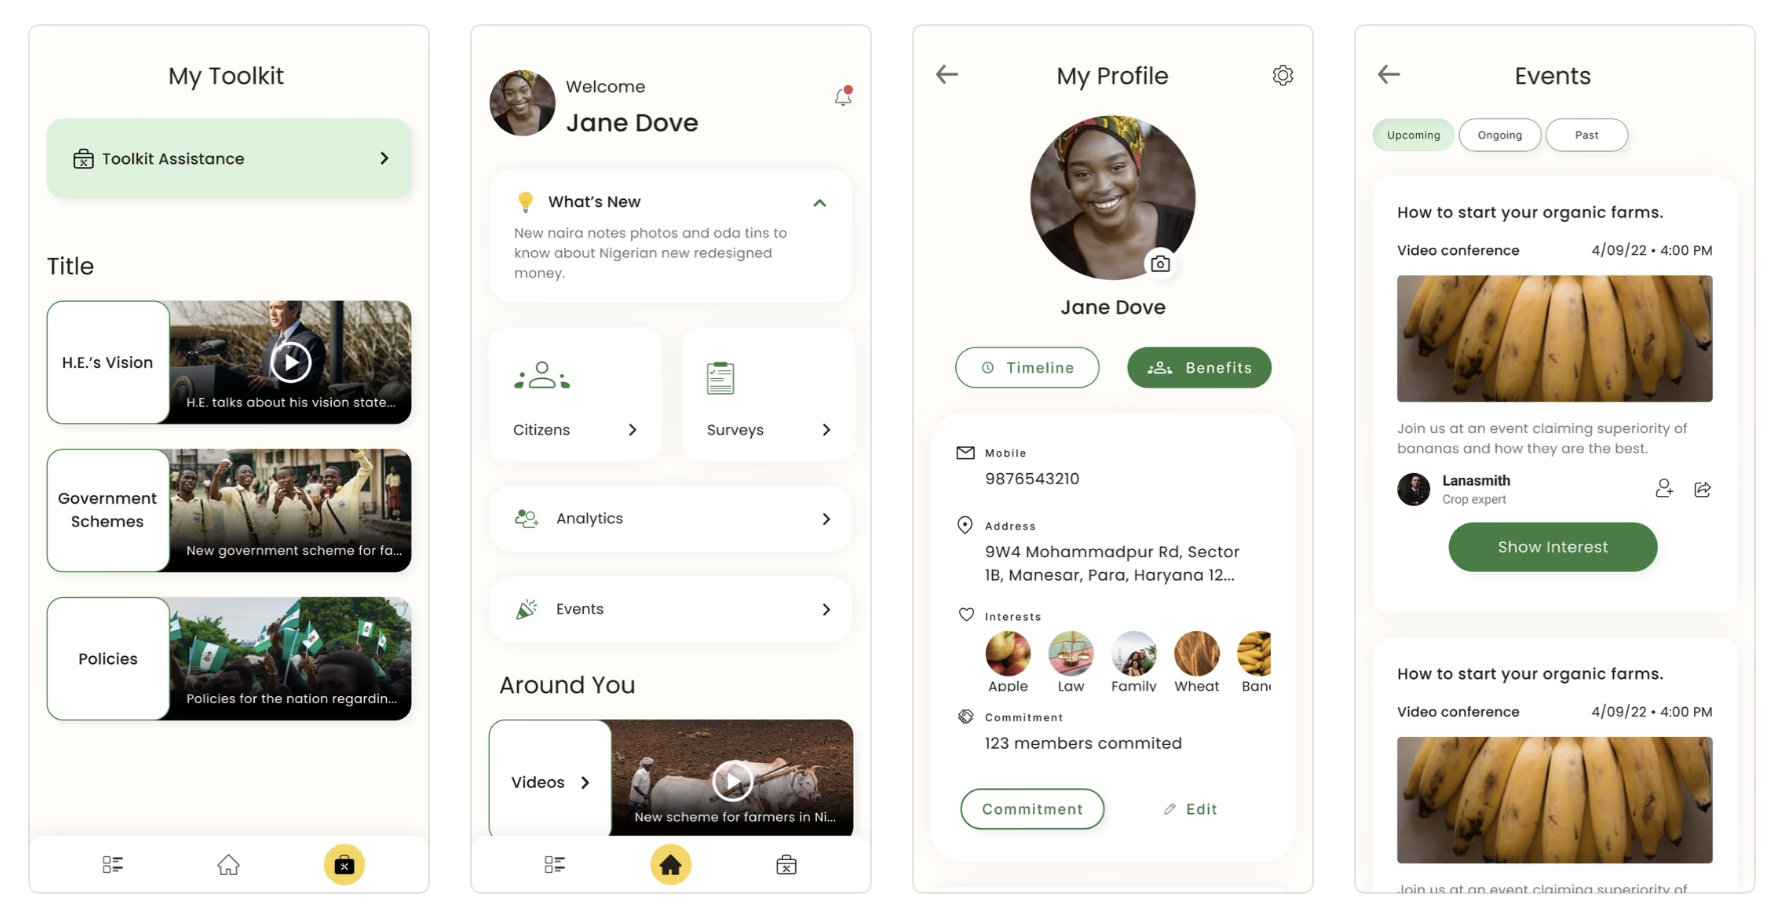 My Toolkit
Toolkit Assistance
Title
H.E.'s Vision
H.E. talks about his vision state...
Government
Schemes
New government scheme for fa...
Policies
Policies for the nation regardin...
Welcome
Jane Dove
What's New
New naira notes photos and oda tins to
know about Nigerian new redesigned
money.
Citizens
Surveys
Analytics
Events
Around You
Videos
New scheme for farmers in Ni...
My Profile
Jane Dove
Timeline
Benefits
Mobile
9876543210
Address
9W4 Mohammadpur Rd, Sector
1B, Manesar, Para, Haryana 12...
Interests
Apple
Law
Family
Wheat
Bana
Commitment
123 members commited
Commitment
Edit
Events
Upcoming
Ongoing
Past
How to start your organic farms.
Video conference
4/09/22 • 4:00 PM
Join us at an event claiming superiority of
bananas and how they are the best.
Lanasmith
Crop expert
Show Interest
How to start your organic farms.
Video conference
4/09/22 • 4:00 PM
Join us at an event claiming superiority of